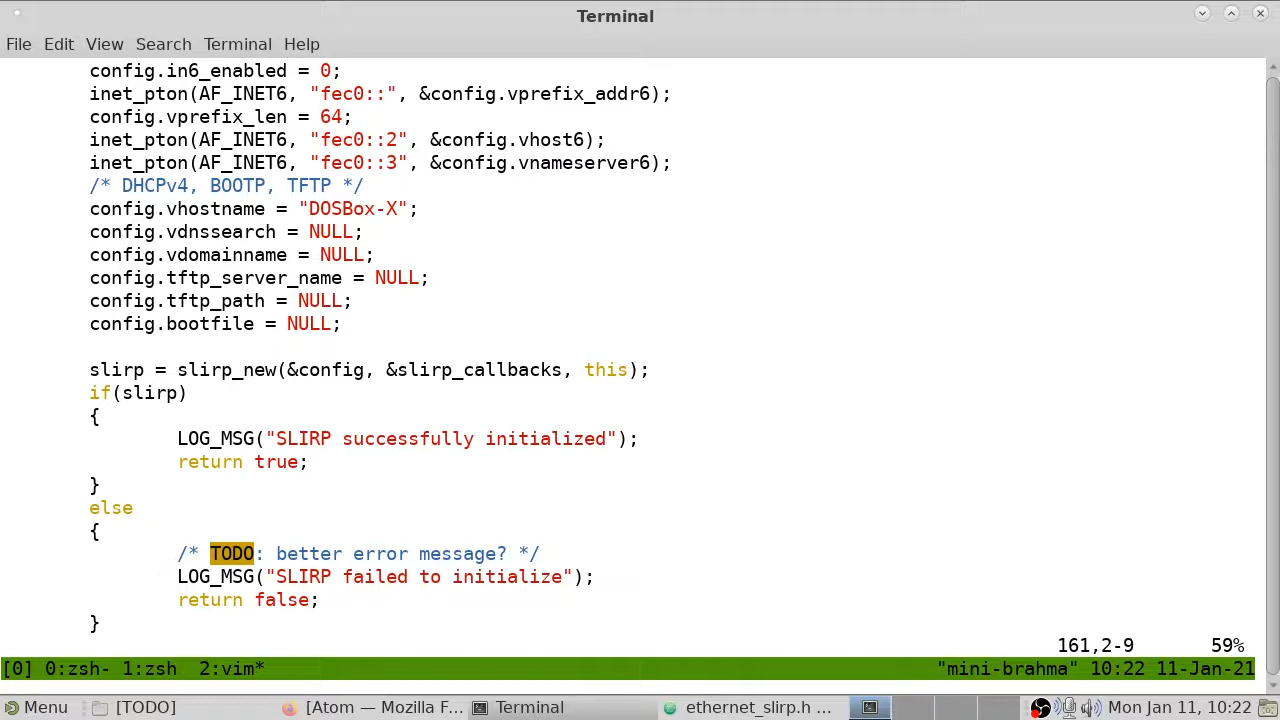 Terminal
File Edit View Search Terminal Help
config.in6_enabled = 0;
inet_pton(AF_INET6, "fec0::", &config.vprefix_addr6);
config.vprefix_len = 64;
inet_pton(AF_INET6, "fec0::2", &config.vhost6);
inet_pton(AF_INET6, "fec0::3", &config.vnameserver6);
/* DHCPv4, BOOTP, TFTP */
config.vhostname = "DOSBox-X";
config.vdnssearch = NULL;
config.vdomainname = NULL;
config.tftp_server_name = NULL;
config.tftp_path = NULL;
config.bootfile = NULL;
slirp = slirp_new(&config, &slirp_callbacks, this);
if(slirp)
{
LOG_MSG("SLIRP successfully initialized");
return true;
}
else
{
/* TODO: better error message? */
LOG_MSG("SLIRP failed to initialize");
return false;
}
161,2-9 59%
[0] 0:zsh- 1:zsh 2:vim* "mini-brahma" 10:22 11-Jan-21
Menu [TODO] [Atom — Mozilla F... Terminal ethernet_slirp.h ... Mon Jan 11, 10:22